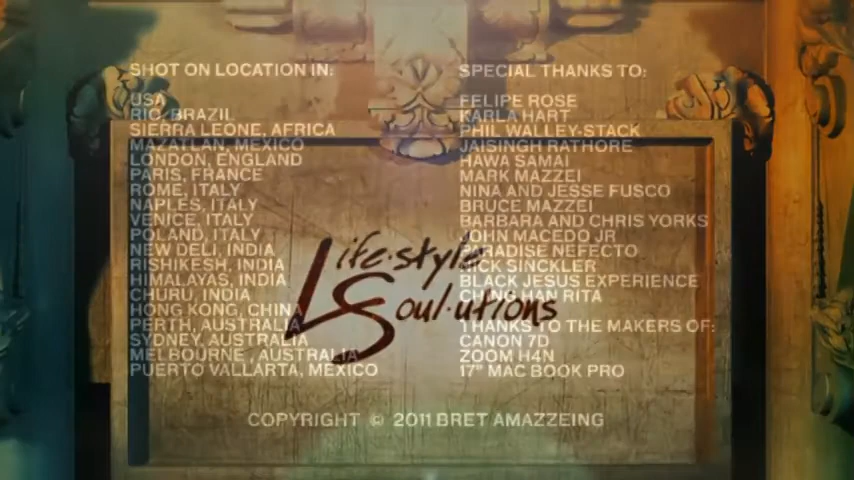 SHOT ON LOCATION IN:
USA
RIO, BRAZIL
SIERRA LEONE, AFRICA
MAZATLAN, MEXICO
LONDON, ENGLAND
PARIS, FRANCE
ROME, ITALY
NAPLES, ITALY
VENICE, ITALY
POLAND, ITALY
NEW DELI, INDIA
RISHIKESH, INDIA
HIMALAYAS, INDIA
CHURU, INDIA
HONG KONG, CHINA
PERTH, AUSTRALIA
SYDNEY, AUSTRALIA
MELBOURNE, AUSTRALIA
PUERTO VALLARTA, MEXICO
SPECIAL THANKS TO:
FELIPE ROSE
KARLA HART
PHIL WALLEY-STACK
JAISINGH RATHORE
HAWA SAMAI
MARK MAZZEI
NINA AND JESSE FUSCO
BRUCE MAZZEI
BARBARA AND CHRIS YORKS
JOHN MACEDO JR
PARADISE NEFECTO
SINCKLER
BLACK JESUS EXPERIENCE
CHING HAN RITA
THANKS TO THE MAKERS OF:
CANON 7D
ZOOM H4N
17" MAC BOOK PRO
Life·style
Soul·utions
COPYRIGHT © 2011 BRET AMAZZEING